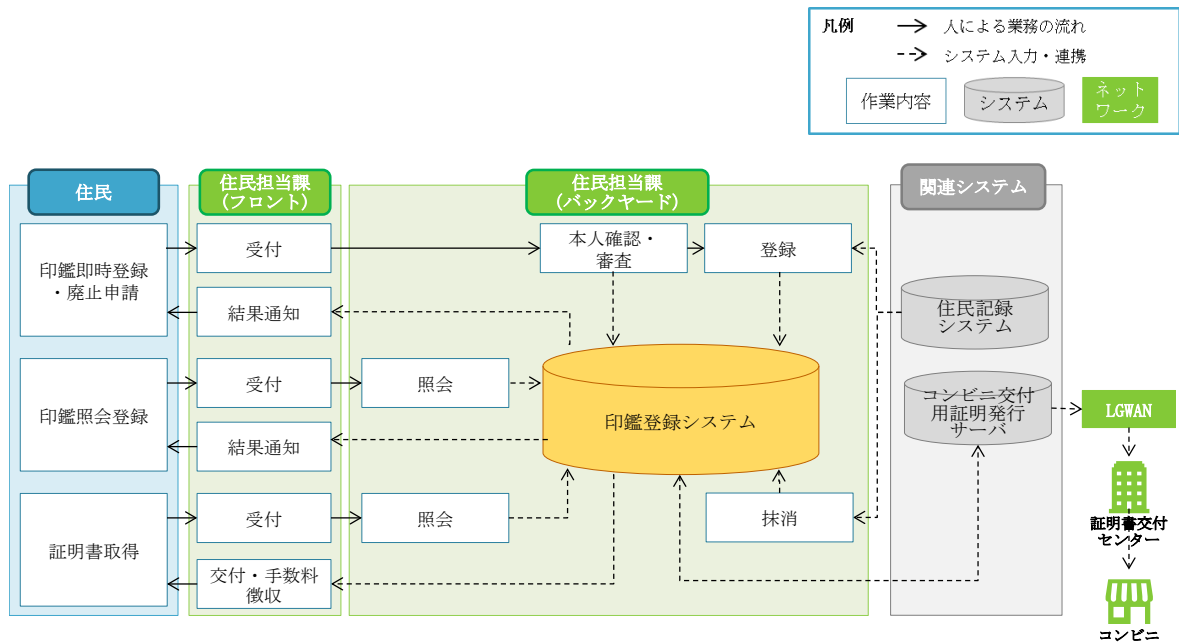 凡例
人による業務の流れ
システム入力・連携
作業内容
システム
ネット
ワーク
住民
住民担当課
(フロント)
住民担当課
(バックヤード)
関連システム
印鑑即時登録
・廃止申請
受付
本人確認・
審査
登録
結果通知
住民記録
システム
印鑑照会登録
受付
照会
印鑑登録システム
コンビニ交付
用証明発行
サーバ
LGWAN
結果通知
証明書取得
受付
照会
抹消
証明書交付
センター
交付・手数料
徴収
コンビニ